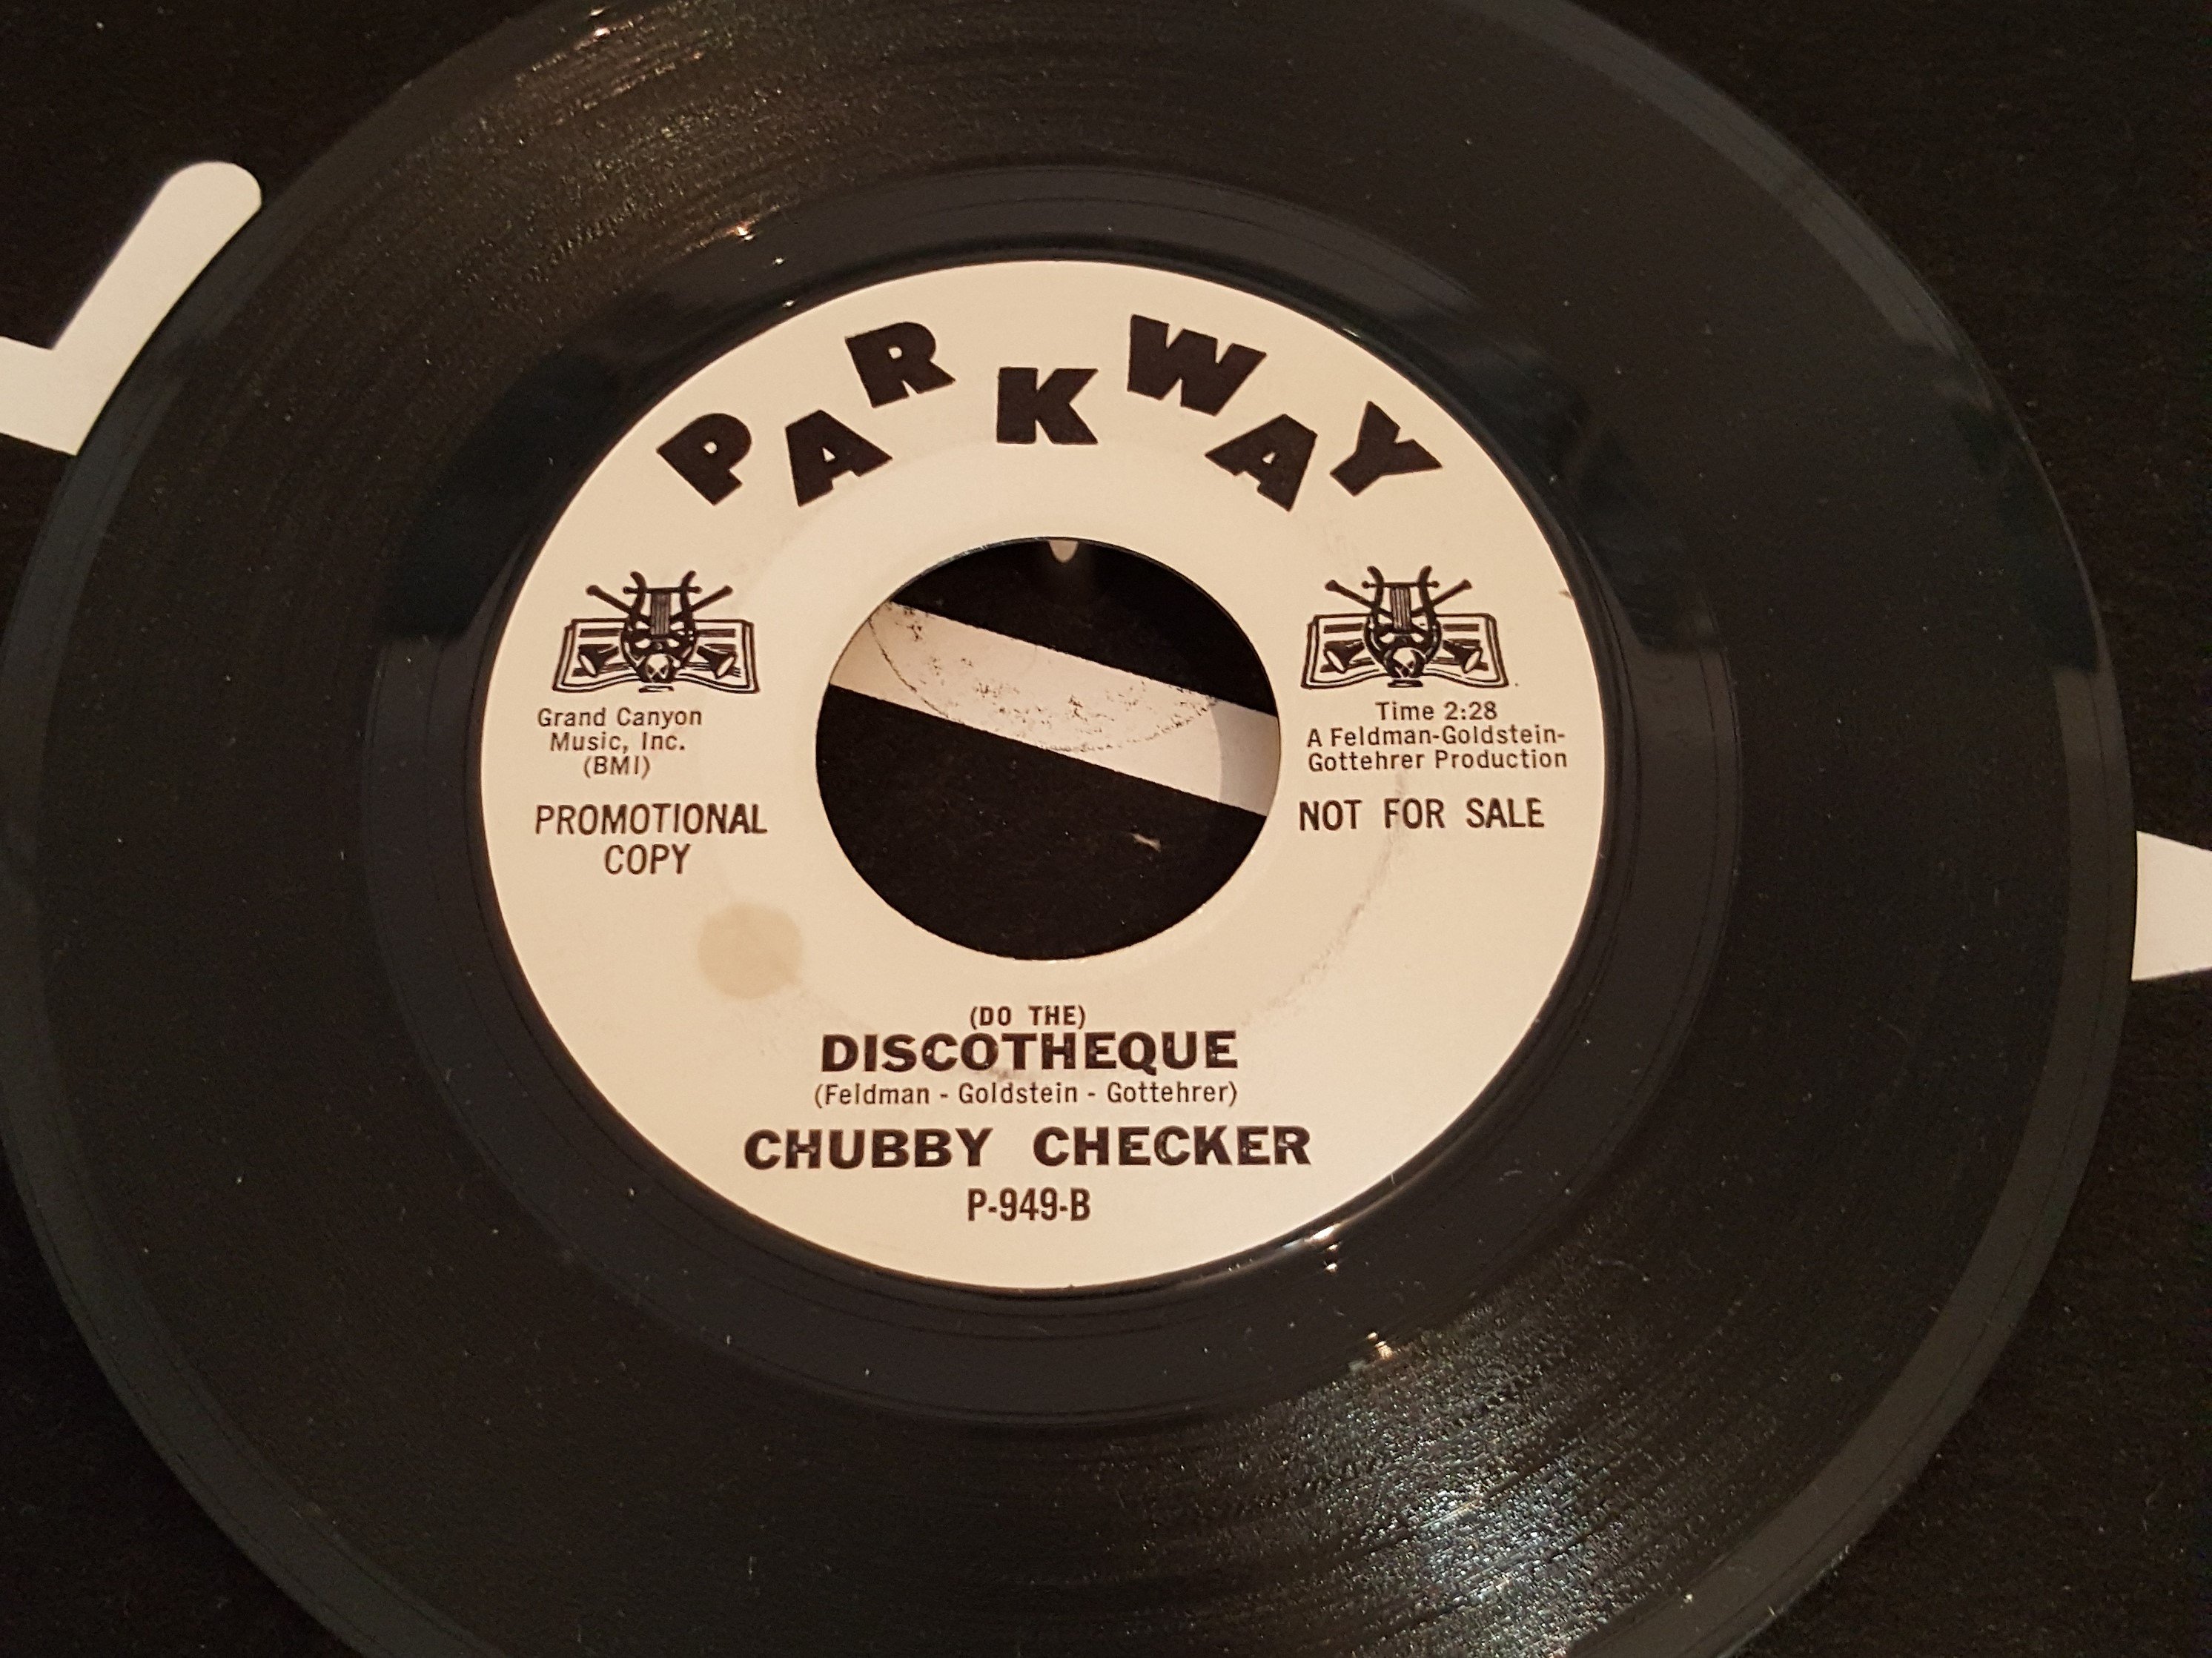 PARKWAY
Grand Canyon
Music, Inc.
(BMI)
PROMOTIONAL
COPY
Time 2:28
A Feldman-Goldstein-
Gottehrer Production
NOT FOR SALE
(DO THE)
DISCOTHEQUE
(Feldman - Goldstein - Gottehrer)
CHUBBY CHECKER
P-949-B